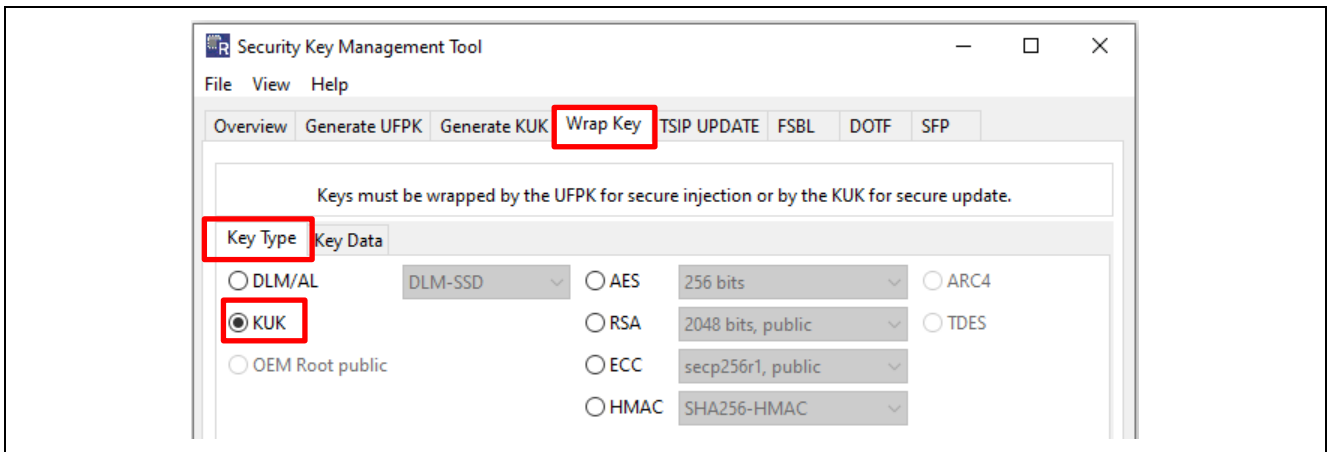 Security Key Management Tool
File View Help
Overview Generate UFPK Generate KUK Wrap Key TSIP UPDATE FSBL DOTF SFP
Keys must be wrapped by the UFPK for secure injection or by the KUK for secure update.
Key Type Key Data
DLM/AL DLM-SSD AES 256 bits ARC4
KUK RSA 2048 bits, public TDES
OEM Root public ECC secp256r1, public
HMAC SHA256-HMAC